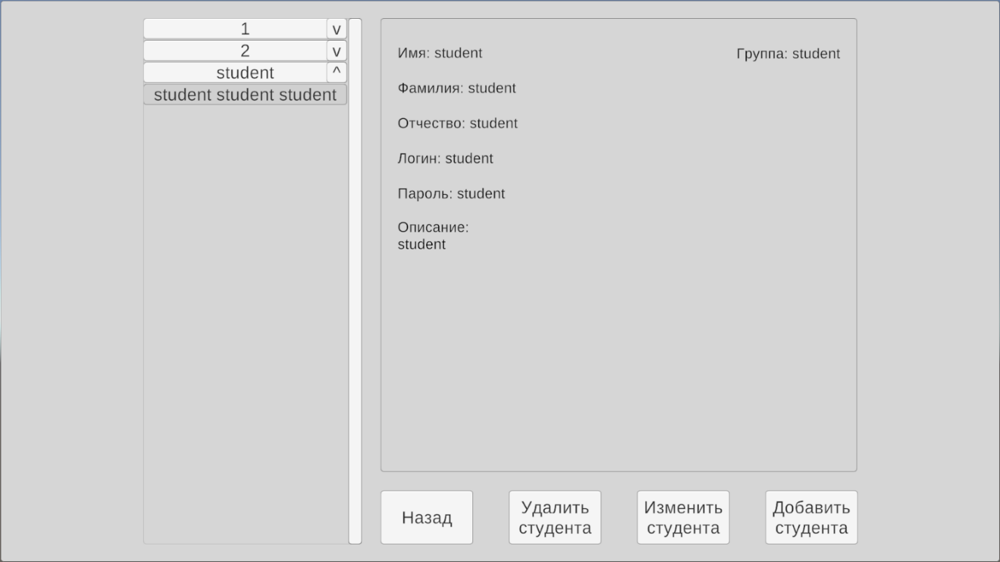 1 v
2 v
student ^
student student student
Имя: student
Группа: student
Фамилия: student
Отчество: student
Логин: student
Пароль: student
Описание:
student
Назад
Удалить
студента
Изменить
студента
Добавить
студента